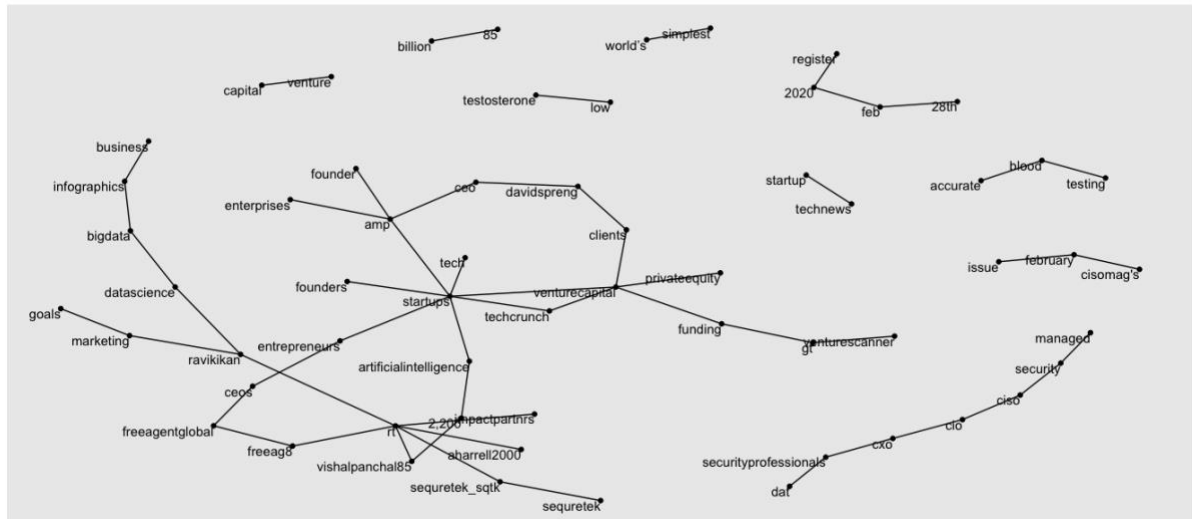 85
billion
simplest
world's
register
venture
capital
2020
testosterone
low
feb
28th
business
founder
blood
infographics
ceo
davidspreng
startup
accurate
testing
enterprises
technews
amp
bigdata
clients
tech
issue
february
cisomag's
privateequity
founders
datascience
startups
venturecapital
techcrunch
goals
funding
marketing
entrepreneurs
gt
venturescanner
managed
ravikikan
artificialintelligence
security
ceos
ciso
2,200
impactpartnrs
cio
freeagentglobal
rt
freeag8
aharrell2000
cxo
vishalpanchal85
securityprofessionals
sequretek_sqtk
dat
sequretek